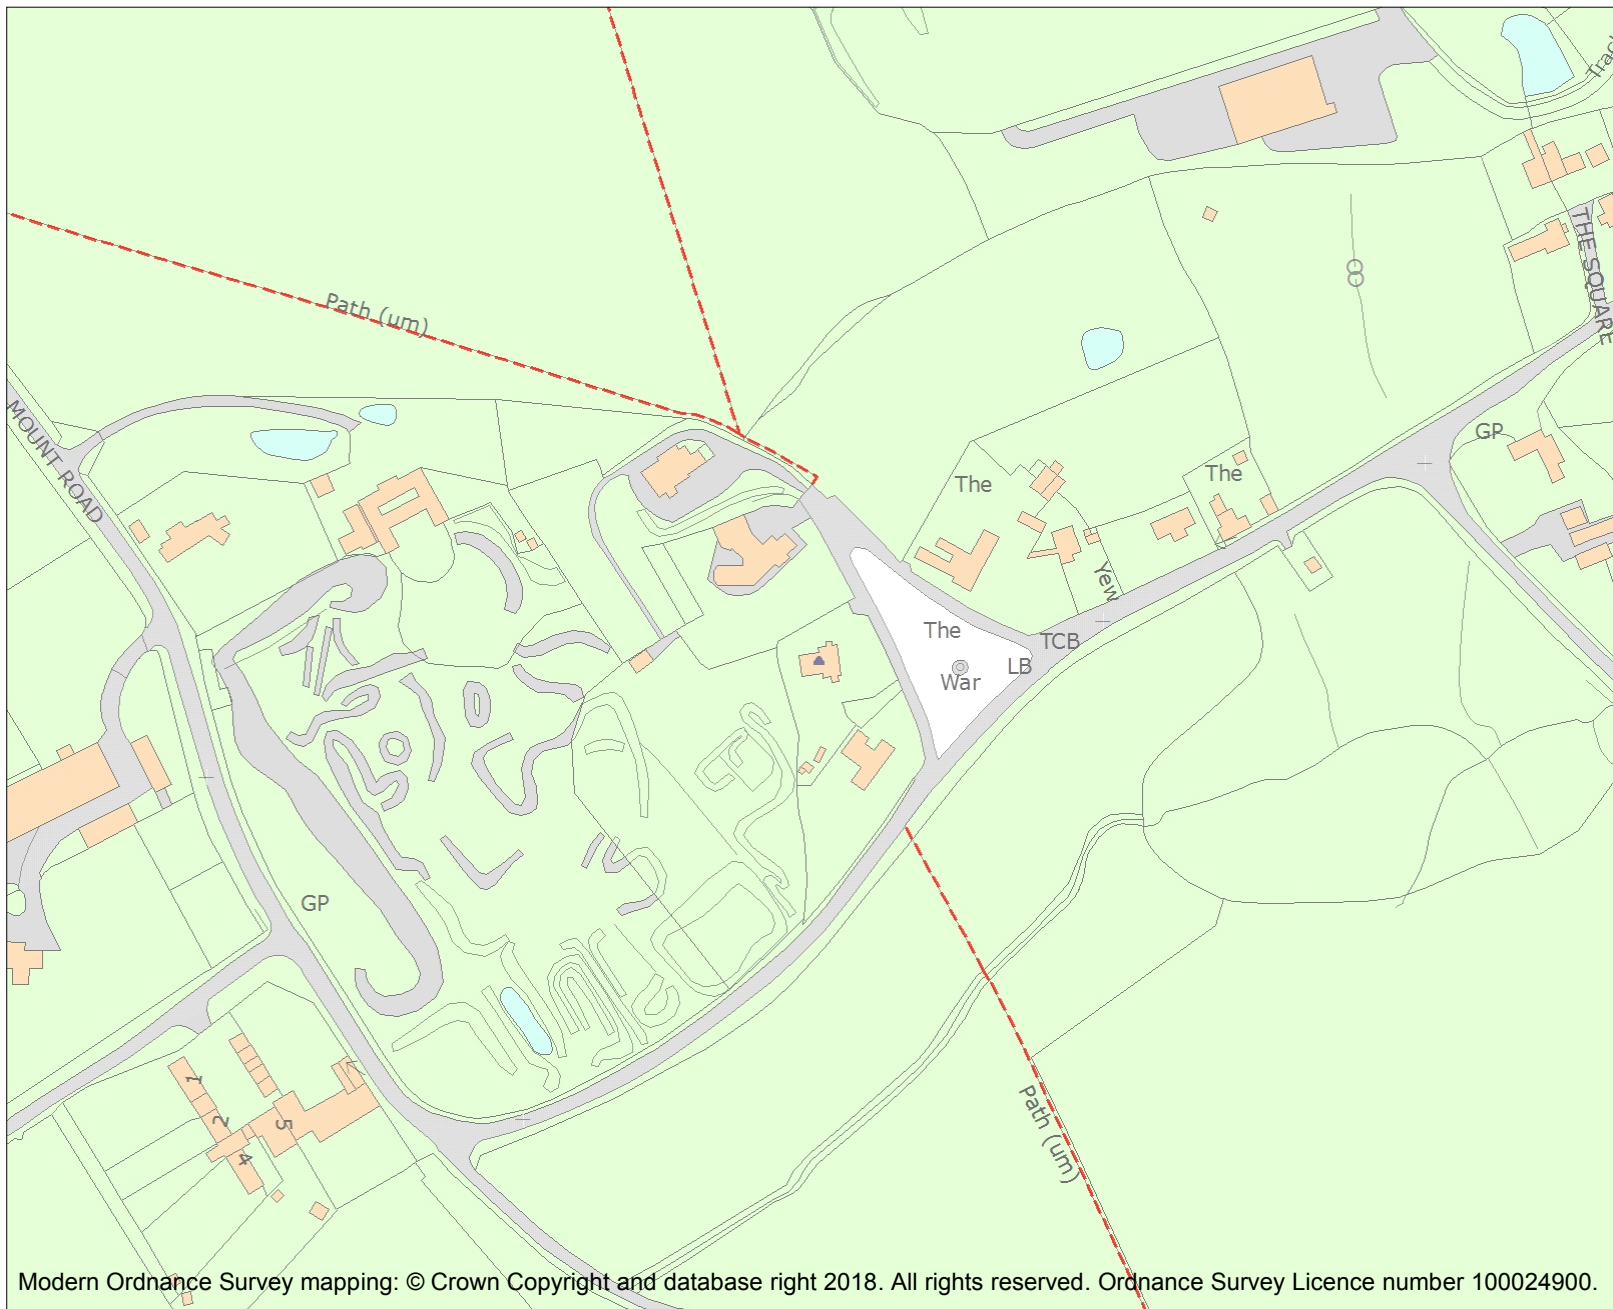 Trac
THE SQUARE
Path (um)
MOUNT ROAD
GP
The
The
Yew
The
TCB
LB
War
GP
1
2
5
4
Path (um)
Modern Ordnance Survey mapping: © Crown Copyright and database right 2018. All rights reserved. Ordnance Survey Licence number 100024900.